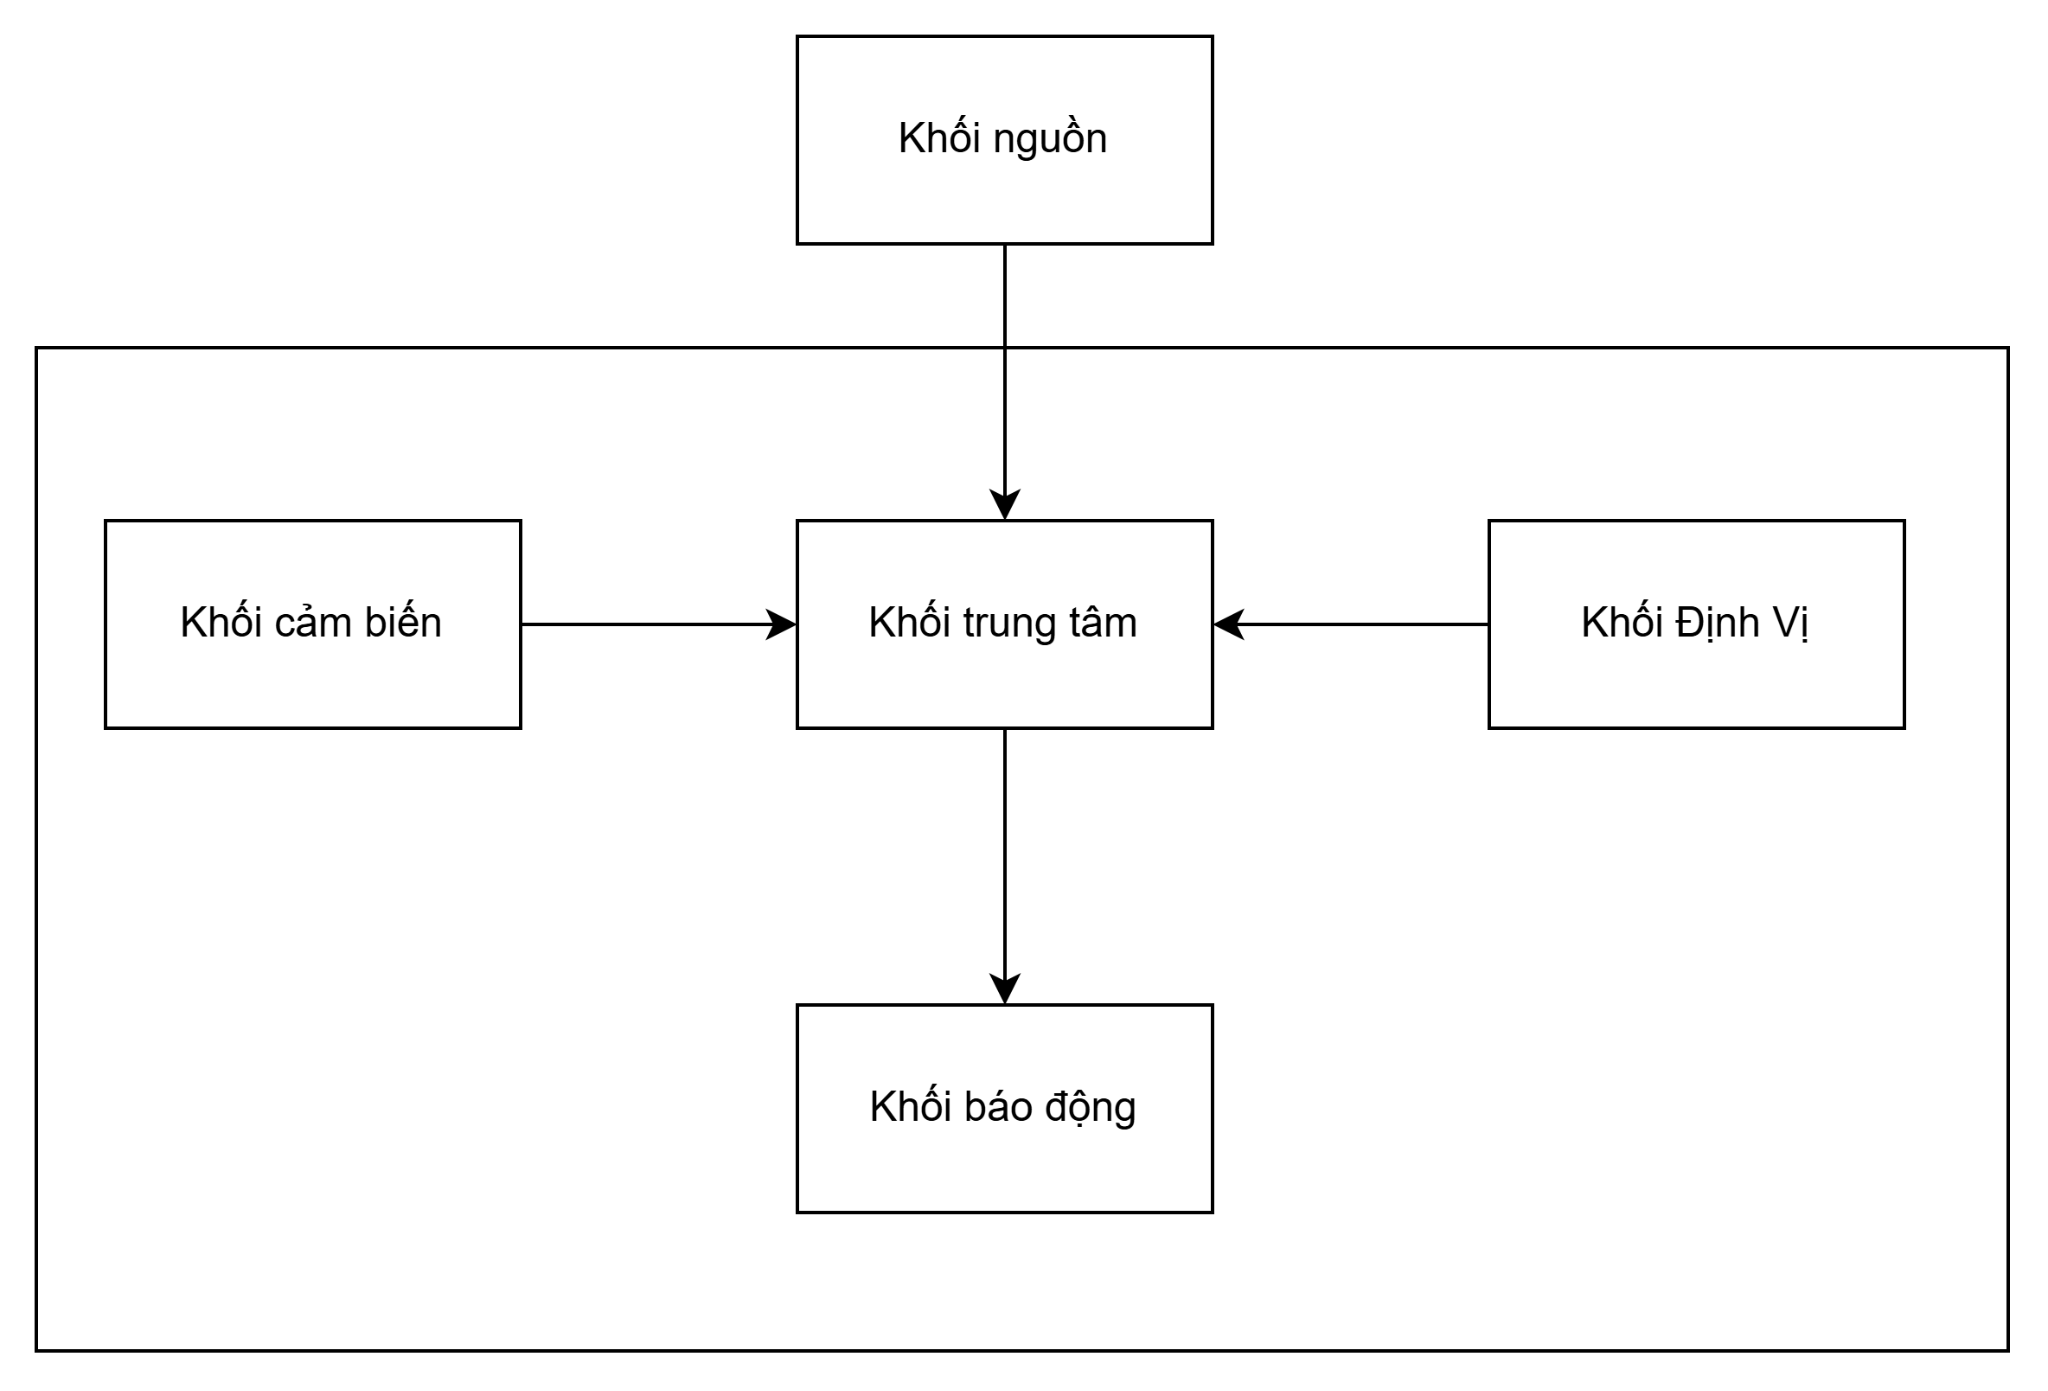 Khối nguồn
Khối cảm biến
Khối trung tâm
Khối Định Vị
Khối báo động